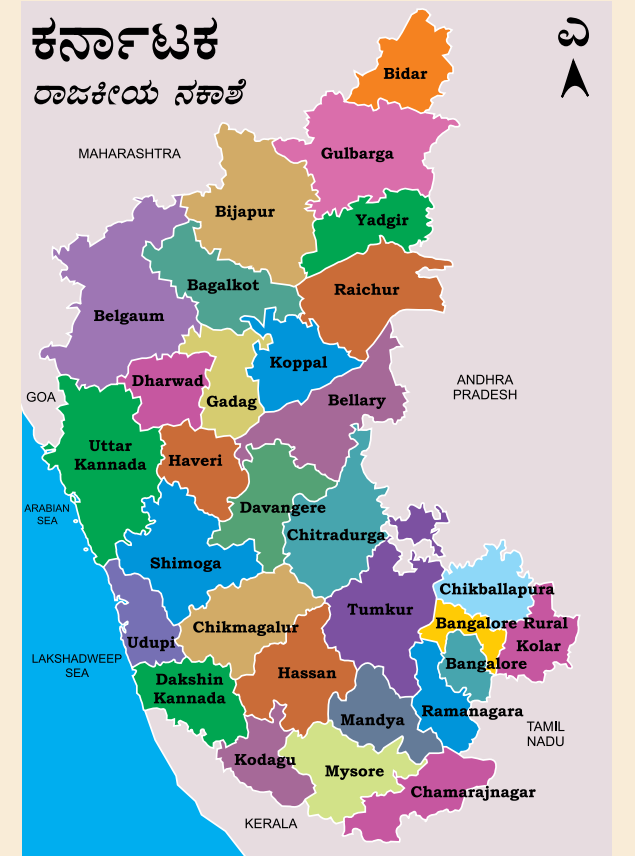 ಕರ್ನಾಟಕ
ರಾಜಕೀಯ ನಕಾಶೆ
ಎ
Bidar
MAHARASHTRA
Gulbarga
Bijapur
Yadgir
Bagalkot
Raichur
Belgaum
Koppal
Dharwad
GOA
Gadag
Bellary
ANDHRA
PRADESH
Uttar
Kannada
Haveri
ARABIAN
SEA
Davangere
Chitradurga
Shimoga
Chikballapura
Tumkur
Bangalore Rural
Chikmagalur
Udupi
Kolar
LAKSHADWEEP
SEA
Bangalore
Hassan
Dakshin
Kannada
Mandya
Ramanagara
TAMIL
NADU
Kodagu
Mysore
Chamarajnagar
KERALA